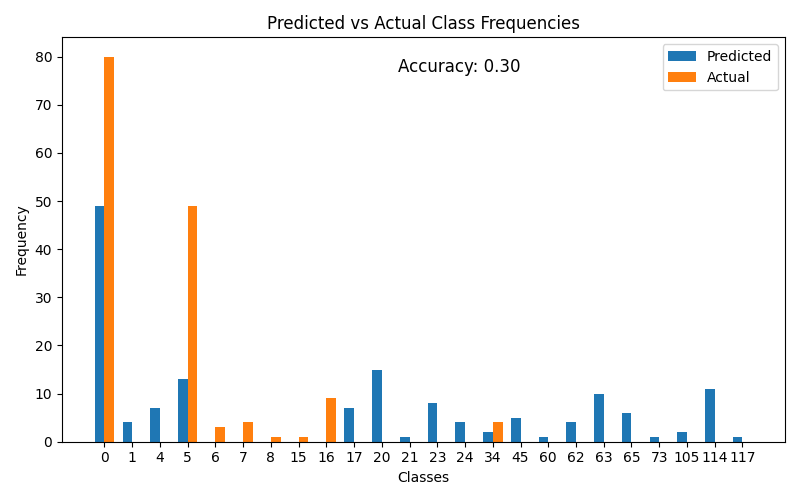 Predicted vs Actual Class Frequencies
Accuracy: 0.30
Predicted
Actual
Frequency
80
70
60
50
40
30
20
10
0
0 1 4 5 6 7 8 15 16 17 20 21 23 24 34 45 60 62 63 65 73 105 114 117
Classes